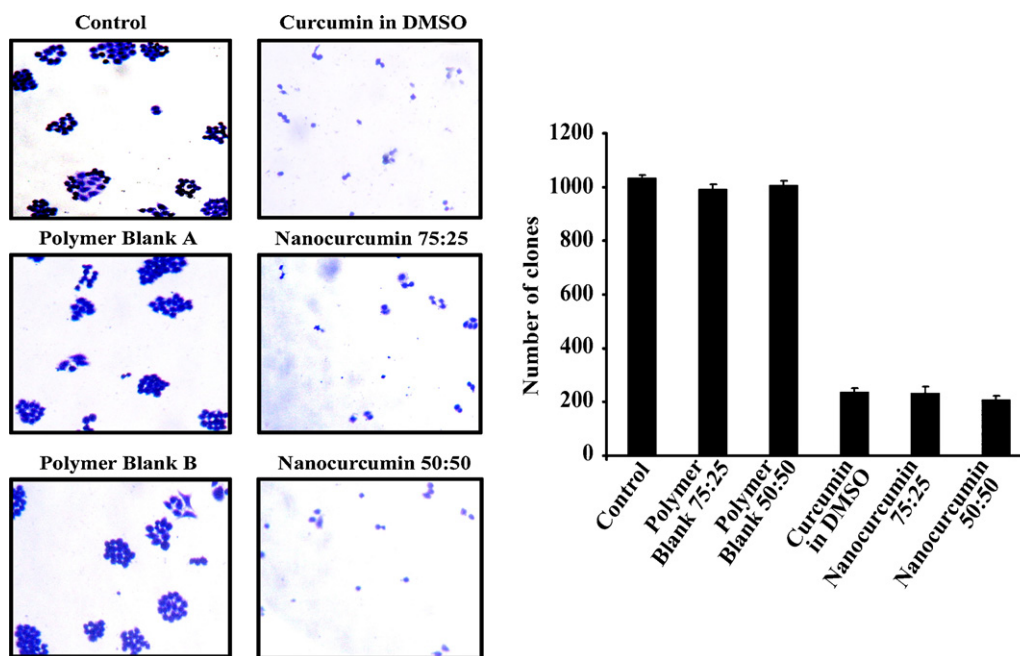 Control
Curcumin in DMSO
Polymer Blank A
Nanocurcumin 75:25
Polymer Blank B
Nanocurcumin 50:50
Number of clones
1200
1000
800
600
400
200
0
Control
Polymer
Blank 75:25
Polymer
Blank 50:50
Curcumin
in DMSO
Nanocurcumin
75:25
Nanocurcumin
50:50